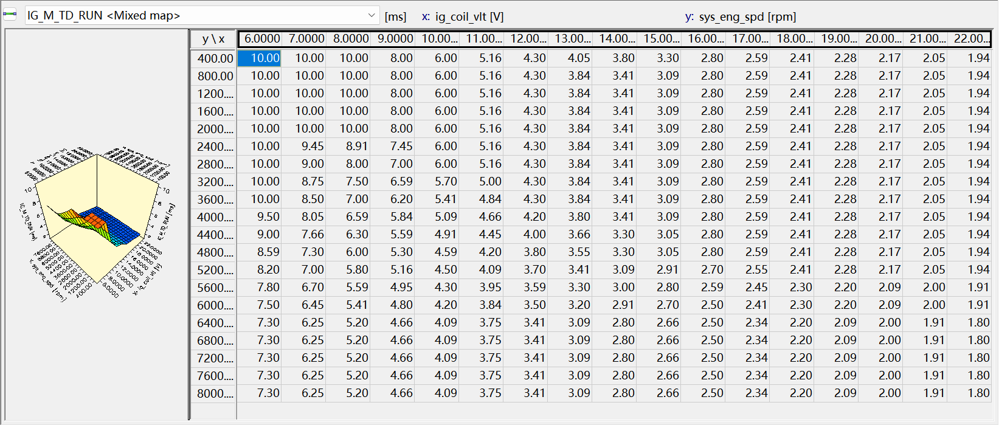 IG_M_TD_RUN <Mixed map> [ms] x: ig_coil_vlt [V] y: sys_eng_spd [rpm]
y \ x 6.0000 7.0000 8.0000 9.0000 10.00... 11.00... 12.00... 13.00... 14.00... 15.00... 16.00... 17.00... 18.00... 19.00... 20.00... 21.00... 22.00...
400.00 10.00 10.00 10.00 8.00 6.00 5.16 4.30 4.05 3.80 3.30 2.80 2.59 2.41 2.28 2.17 2.05 1.94
800.00 10.00 10.00 10.00 8.00 6.00 5.16 4.30 3.84 3.41 3.09 2.80 2.59 2.41 2.28 2.17 2.05 1.94
1200.... 10.00 10.00 10.00 8.00 6.00 5.16 4.30 3.84 3.41 3.09 2.80 2.59 2.41 2.28 2.17 2.05 1.94
1600.... 10.00 10.00 10.00 8.00 6.00 5.16 4.30 3.84 3.41 3.09 2.80 2.59 2.41 2.28 2.17 2.05 1.94
2000.... 10.00 10.00 10.00 8.00 6.00 5.16 4.30 3.84 3.41 3.09 2.80 2.59 2.41 2.28 2.17 2.05 1.94
2400.... 10.00 9.45 8.91 7.45 6.00 5.16 4.30 3.84 3.41 3.09 2.80 2.59 2.41 2.28 2.17 2.05 1.94
2800.... 10.00 9.00 8.00 7.00 6.00 5.16 4.30 3.84 3.41 3.09 2.80 2.59 2.41 2.28 2.17 2.05 1.94
3200.... 10.00 8.75 7.50 6.59 5.70 5.00 4.30 3.84 3.41 3.09 2.80 2.59 2.41 2.28 2.17 2.05 1.94
3600.... 10.00 8.50 7.00 6.20 5.41 4.84 4.30 3.84 3.41 3.09 2.80 2.59 2.41 2.28 2.17 2.05 1.94
4000.... 9.50 8.05 6.59 5.84 5.09 4.66 4.20 3.80 3.41 3.09 2.80 2.59 2.41 2.28 2.17 2.05 1.94
4400.... 9.00 7.66 6.30 5.59 4.91 4.45 4.00 3.66 3.30 3.05 2.80 2.59 2.41 2.28 2.17 2.05 1.94
4800.... 8.59 7.30 6.00 5.30 4.59 4.20 3.80 3.55 3.30 3.05 2.80 2.59 2.41 2.28 2.17 2.05 1.94
5200.... 8.20 7.00 5.80 5.16 4.50 4.09 3.70 3.41 3.09 2.91 2.70 2.55 2.41 2.28 2.17 2.05 1.94
5600.... 7.80 6.70 5.59 4.95 4.30 3.95 3.59 3.30 3.00 2.80 2.59 2.45 2.30 2.20 2.09 2.00 1.91
6000.... 7.50 6.45 5.41 4.80 4.20 3.84 3.50 3.20 2.91 2.70 2.50 2.41 2.30 2.20 2.09 2.00 1.91
6400.... 7.30 6.25 5.20 4.66 4.09 3.75 3.41 3.09 2.80 2.66 2.50 2.34 2.20 2.09 2.00 1.91 1.80
6800.... 7.30 6.25 5.20 4.66 4.09 3.75 3.41 3.09 2.80 2.66 2.50 2.34 2.20 2.09 2.00 1.91 1.80
7200.... 7.30 6.25 5.20 4.66 4.09 3.75 3.41 3.09 2.80 2.66 2.50 2.34 2.20 2.09 2.00 1.91 1.80
7600.... 7.30 6.25 5.20 4.66 4.09 3.75 3.41 3.09 2.80 2.66 2.50 2.34 2.20 2.09 2.00 1.91 1.80
8000.... 7.30 6.25 5.20 4.66 4.09 3.75 3.41 3.09 2.80 2.66 2.50 2.34 2.20 2.09 2.00 1.91 1.80
IG_M_TD_RUN [ms]
Y: sys_eng_spd [rpm]
X: ig_coil_vlt [V]
IG_M_TD_RUN [ms]